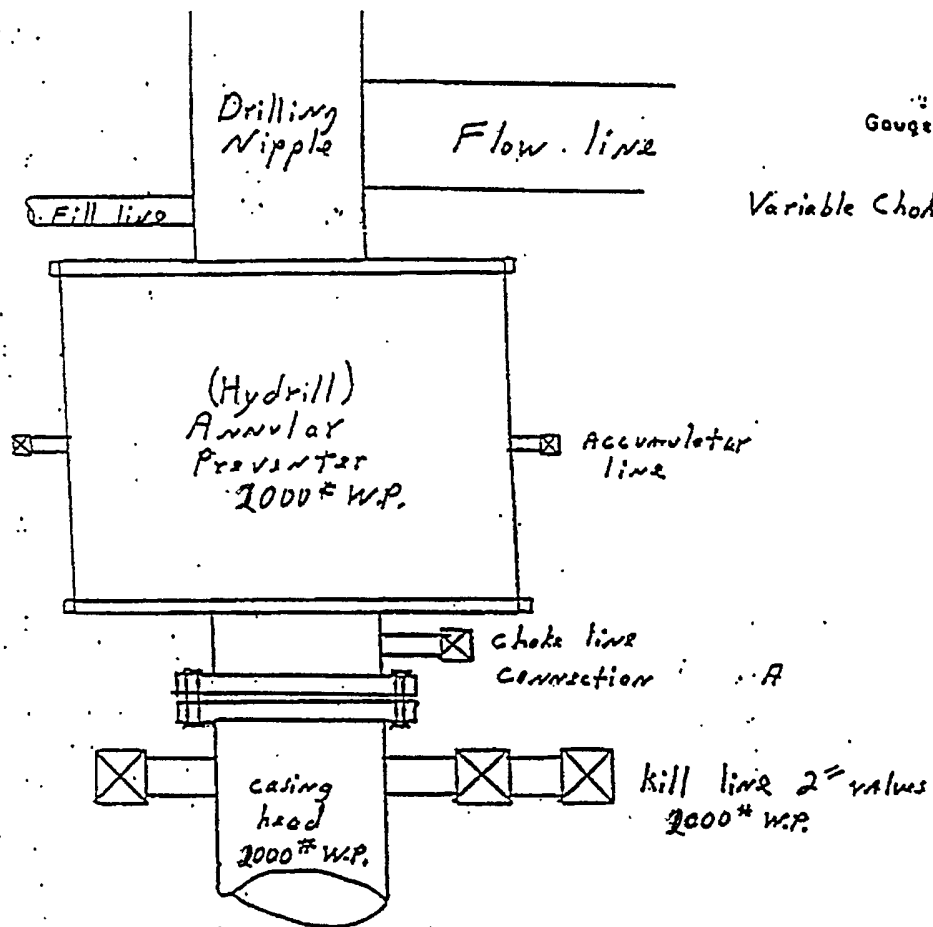 Drilling
Nipple
Flow line
Gauge
Variable Chok
Fill line
(Hydrill)
Annular
Preventer
2000# W.P.
Accumulator
line
choke line
connection
A
casing
head
2000# W.P.
kill line 2" valves
2000# W.P.